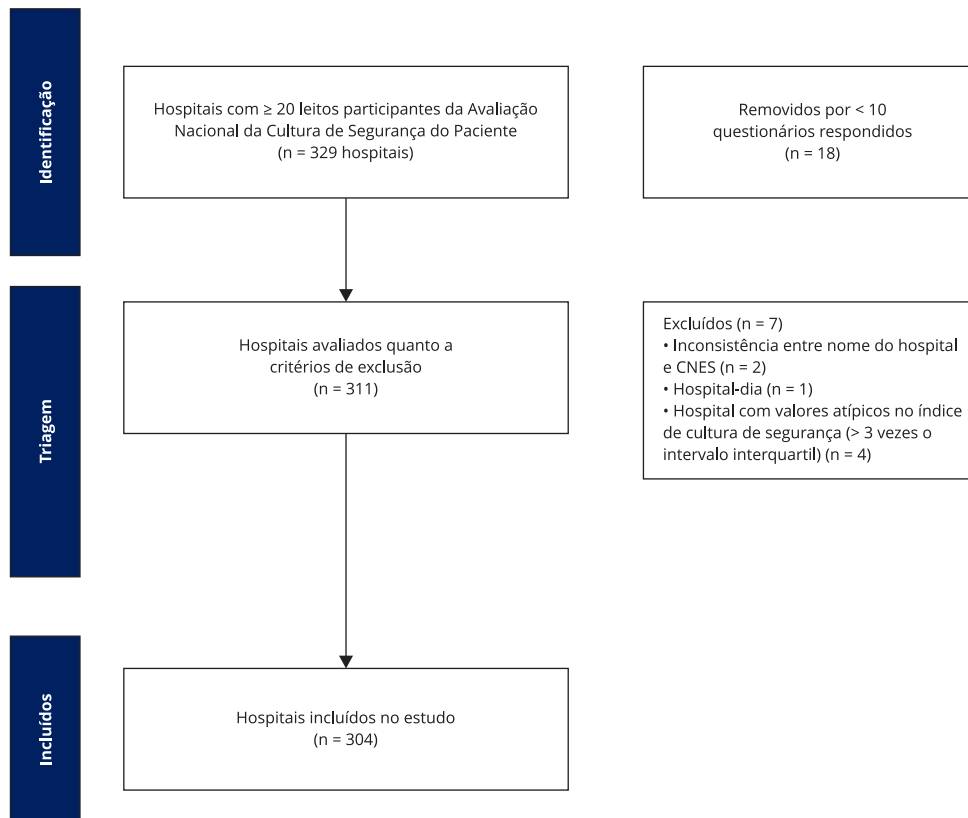 Identificação
Hospitais com ≥ 20 leitos participantes da Avaliação
Nacional da Cultura de Segurança do Paciente
(n = 329 hospitais)
Removidos por < 10
questionários respondidos
(n = 18)
Triagem
Hospitais avaliados quanto a
critérios de exclusão
(n = 311)
Excluídos (n = 7)
• Inconsistência entre nome do hospital
e CNES (n = 2)
• Hospital-dia (n = 1)
• Hospital com valores atípicos no índice
de cultura de segurança (> 3 vezes o
intervalo interquartil) (n = 4)
Incluídos
Hospitais incluídos no estudo
(n = 304)